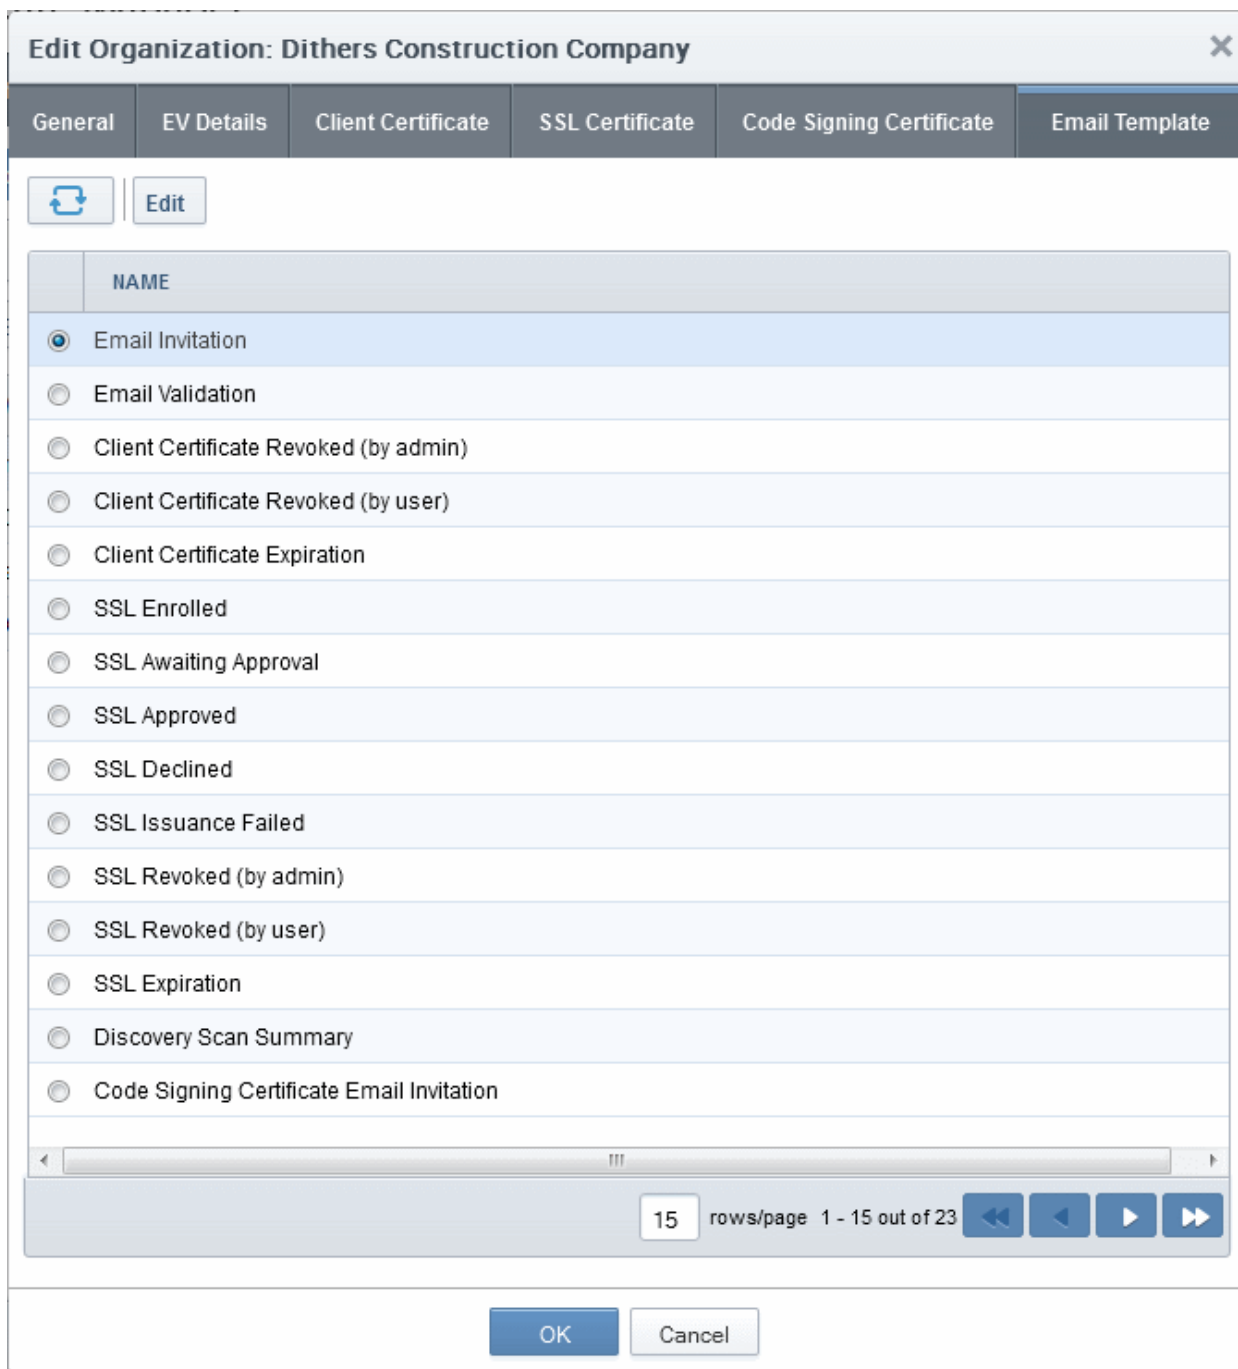 Edit Organization: Dithers Construction Company
General EV Details Client Certificate SSL Certificate Code Signing Certificate Email Template
Edit
NAME
Email Invitation
Email Validation
Client Certificate Revoked (by admin)
Client Certificate Revoked (by user)
Client Certificate Expiration
SSL Enrolled
SSL Awaiting Approval
SSL Approved
SSL Declined
SSL Issuance Failed
SSL Revoked (by admin)
SSL Revoked (by user)
SSL Expiration
Discovery Scan Summary
Code Signing Certificate Email Invitation
15 rows/page 1 - 15 out of 23
OK Cancel